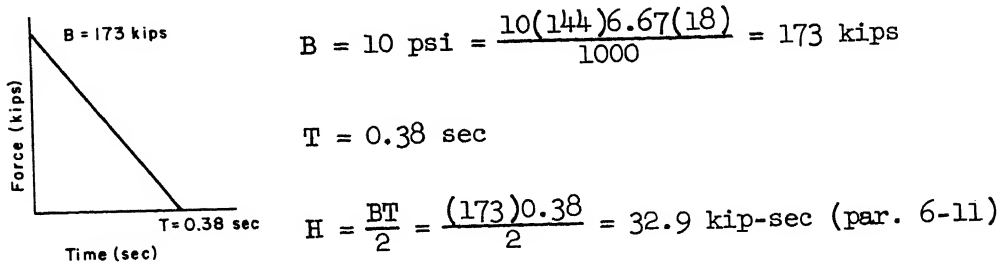 Force (kips)
B = 173 kips
T = 0.38 sec
Time (sec)
B = 10 psi = 10(144)6.67(18) / 1000 = 173 kips
T = 0.38 sec
H = BT / 2 = (173)0.38 / 2 = 32.9 kip-sec (par. 6-11)